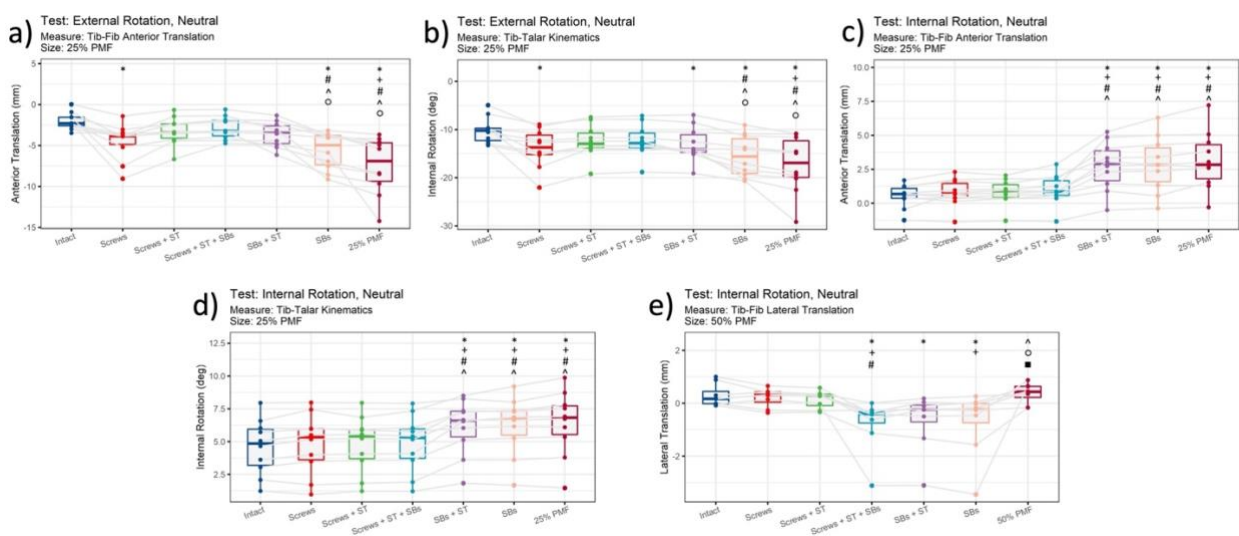 a)
Test: External Rotation, Neutral
Measure: Tib-Fib Anterior Translation
Size: 25% PMF
Anterior Translation (mm)
5
0
-5
-10
-15
*
*
#
^
○
*
+
#
^
○
Intact
Screws
Screws + ST
Screws + ST + SBs
SBs + ST
SBs
25% PMF
b)
Test: External Rotation, Neutral
Measure: Tib-Talar Kinematics
Size: 25% PMF
Internal Rotation (deg)
0
-10
-20
-30
*
*
*
#
^
○
*
+
#
^
○
Intact
Screws
Screws + ST
Screws + ST + SBs
SBs + ST
SBs
25% PMF
c)
Test: Internal Rotation, Neutral
Measure: Tib-Fib Anterior Translation
Size: 25% PMF
Anterior Translation (mm)
10.0
7.5
5.0
2.5
0.0
*
+
#
^
*
+
#
^
*
+
#
^
Intact
Screws
Screws + ST
Screws + ST + SBs
SBs + ST
SBs
25% PMF
d)
Test: Internal Rotation, Neutral
Measure: Tib-Talar Kinematics
Size: 25% PMF
Internal Rotation (deg)
12.5
10.0
7.5
5.0
2.5
*
+
#
^
*
+
#
^
*
+
#
^
Intact
Screws
Screws + ST
Screws + ST + SBs
SBs + ST
SBs
25% PMF
e)
Test: Internal Rotation, Neutral
Measure: Tib-Fib Lateral Translation
Size: 50% PMF
Lateral Translation (mm)
2
0
-2
*
+
#
*
*
+
^
○
■
Intact
Screws
Screws + ST
Screws + ST + SBs
SBs + ST
SBs
50% PMF